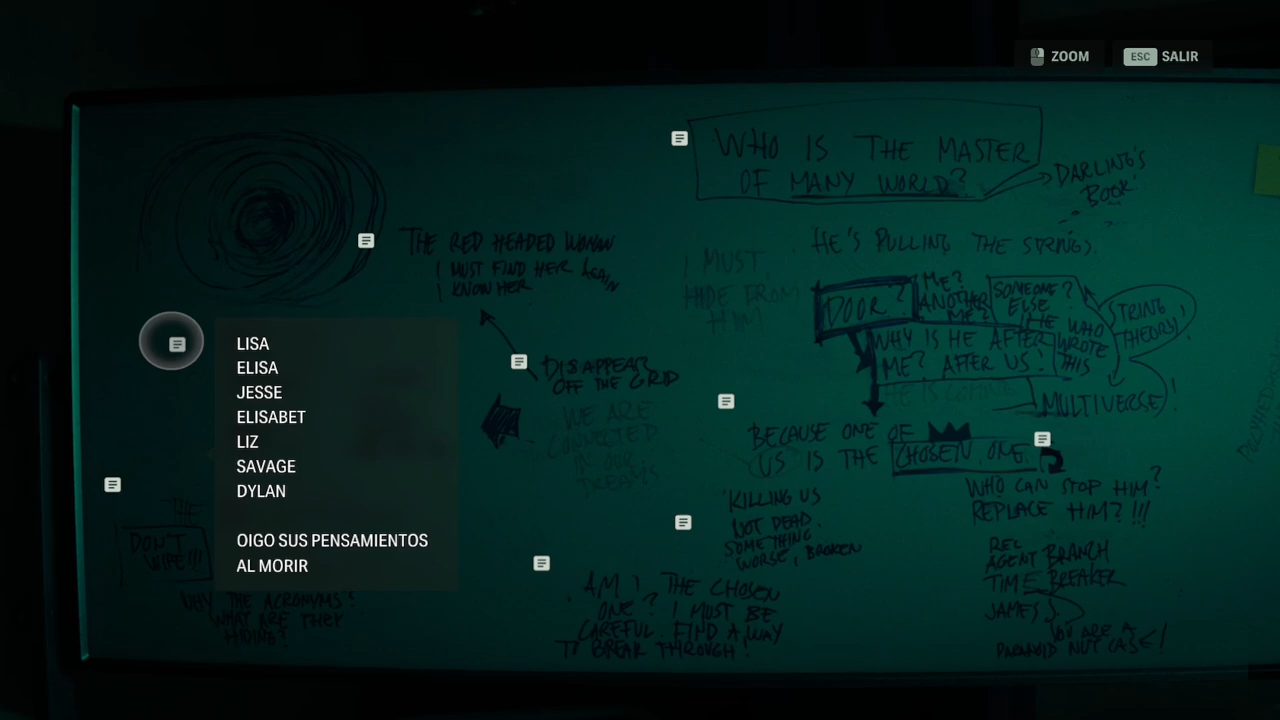 ZOOM
ESC SALIR
WHO IS THE MASTER
OF MANY WORLD?
DARLING'S
BOOK
THE RED HEADED WOMAN
I MUST FIND HER AGAIN
I KNOW HER
HE'S PULLING THE STRINGS.
I MUST
HIDE FROM
HIM
DOOR?
ME?
ANOTHER
ME?
SOMEONE?
ELSE
HE WHO
WROTE
THIS
STRING
THEORY!
WHY IS HE AFTER
ME? AFTER US!
HE IS COMING
MULTIVERSE!
LISA
ELISA
JESSE
ELISABET
LIZ
SAVAGE
DYLAN
OIGO SUS PENSAMIENTOS
AL MORIR
DISAPPEAR
OFF THE GRID
WE ARE
CONNECTED
IN OUR
DREAMS
BECAUSE ONE OF
US IS THE CHOSEN ONE.
WHO CAN STOP HIM?
REPLACE HIM?!!!
KILLING US
NOT DEAD.
SOMETHING
WORSE, BROKEN
AGENT BRANCH
TIME BREAKER
JAMES
YOU ARE A
PARANOID NUT CASE!
THE
DON'T
WIPE!!!
WHY THE ACRONYMS?
WHAT ARE THEY
HIDING?
AM I THE CHOSEN
ONE? I MUST BE
CAREFUL. FIND A WAY
TO BREAK THROUGH!